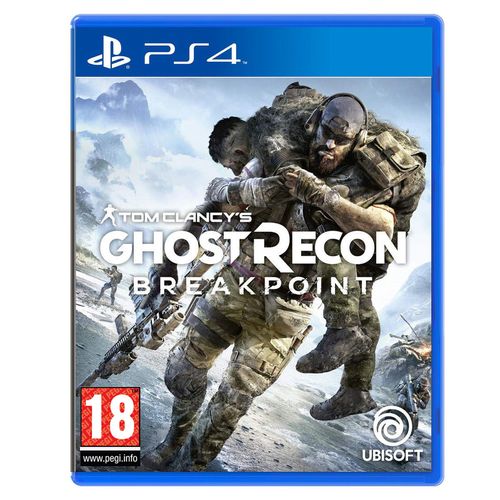 PS4
TOM CLANCY'S
GHOST RECON
BREAKPOINT
18
www.pegi.info
UBISOFT